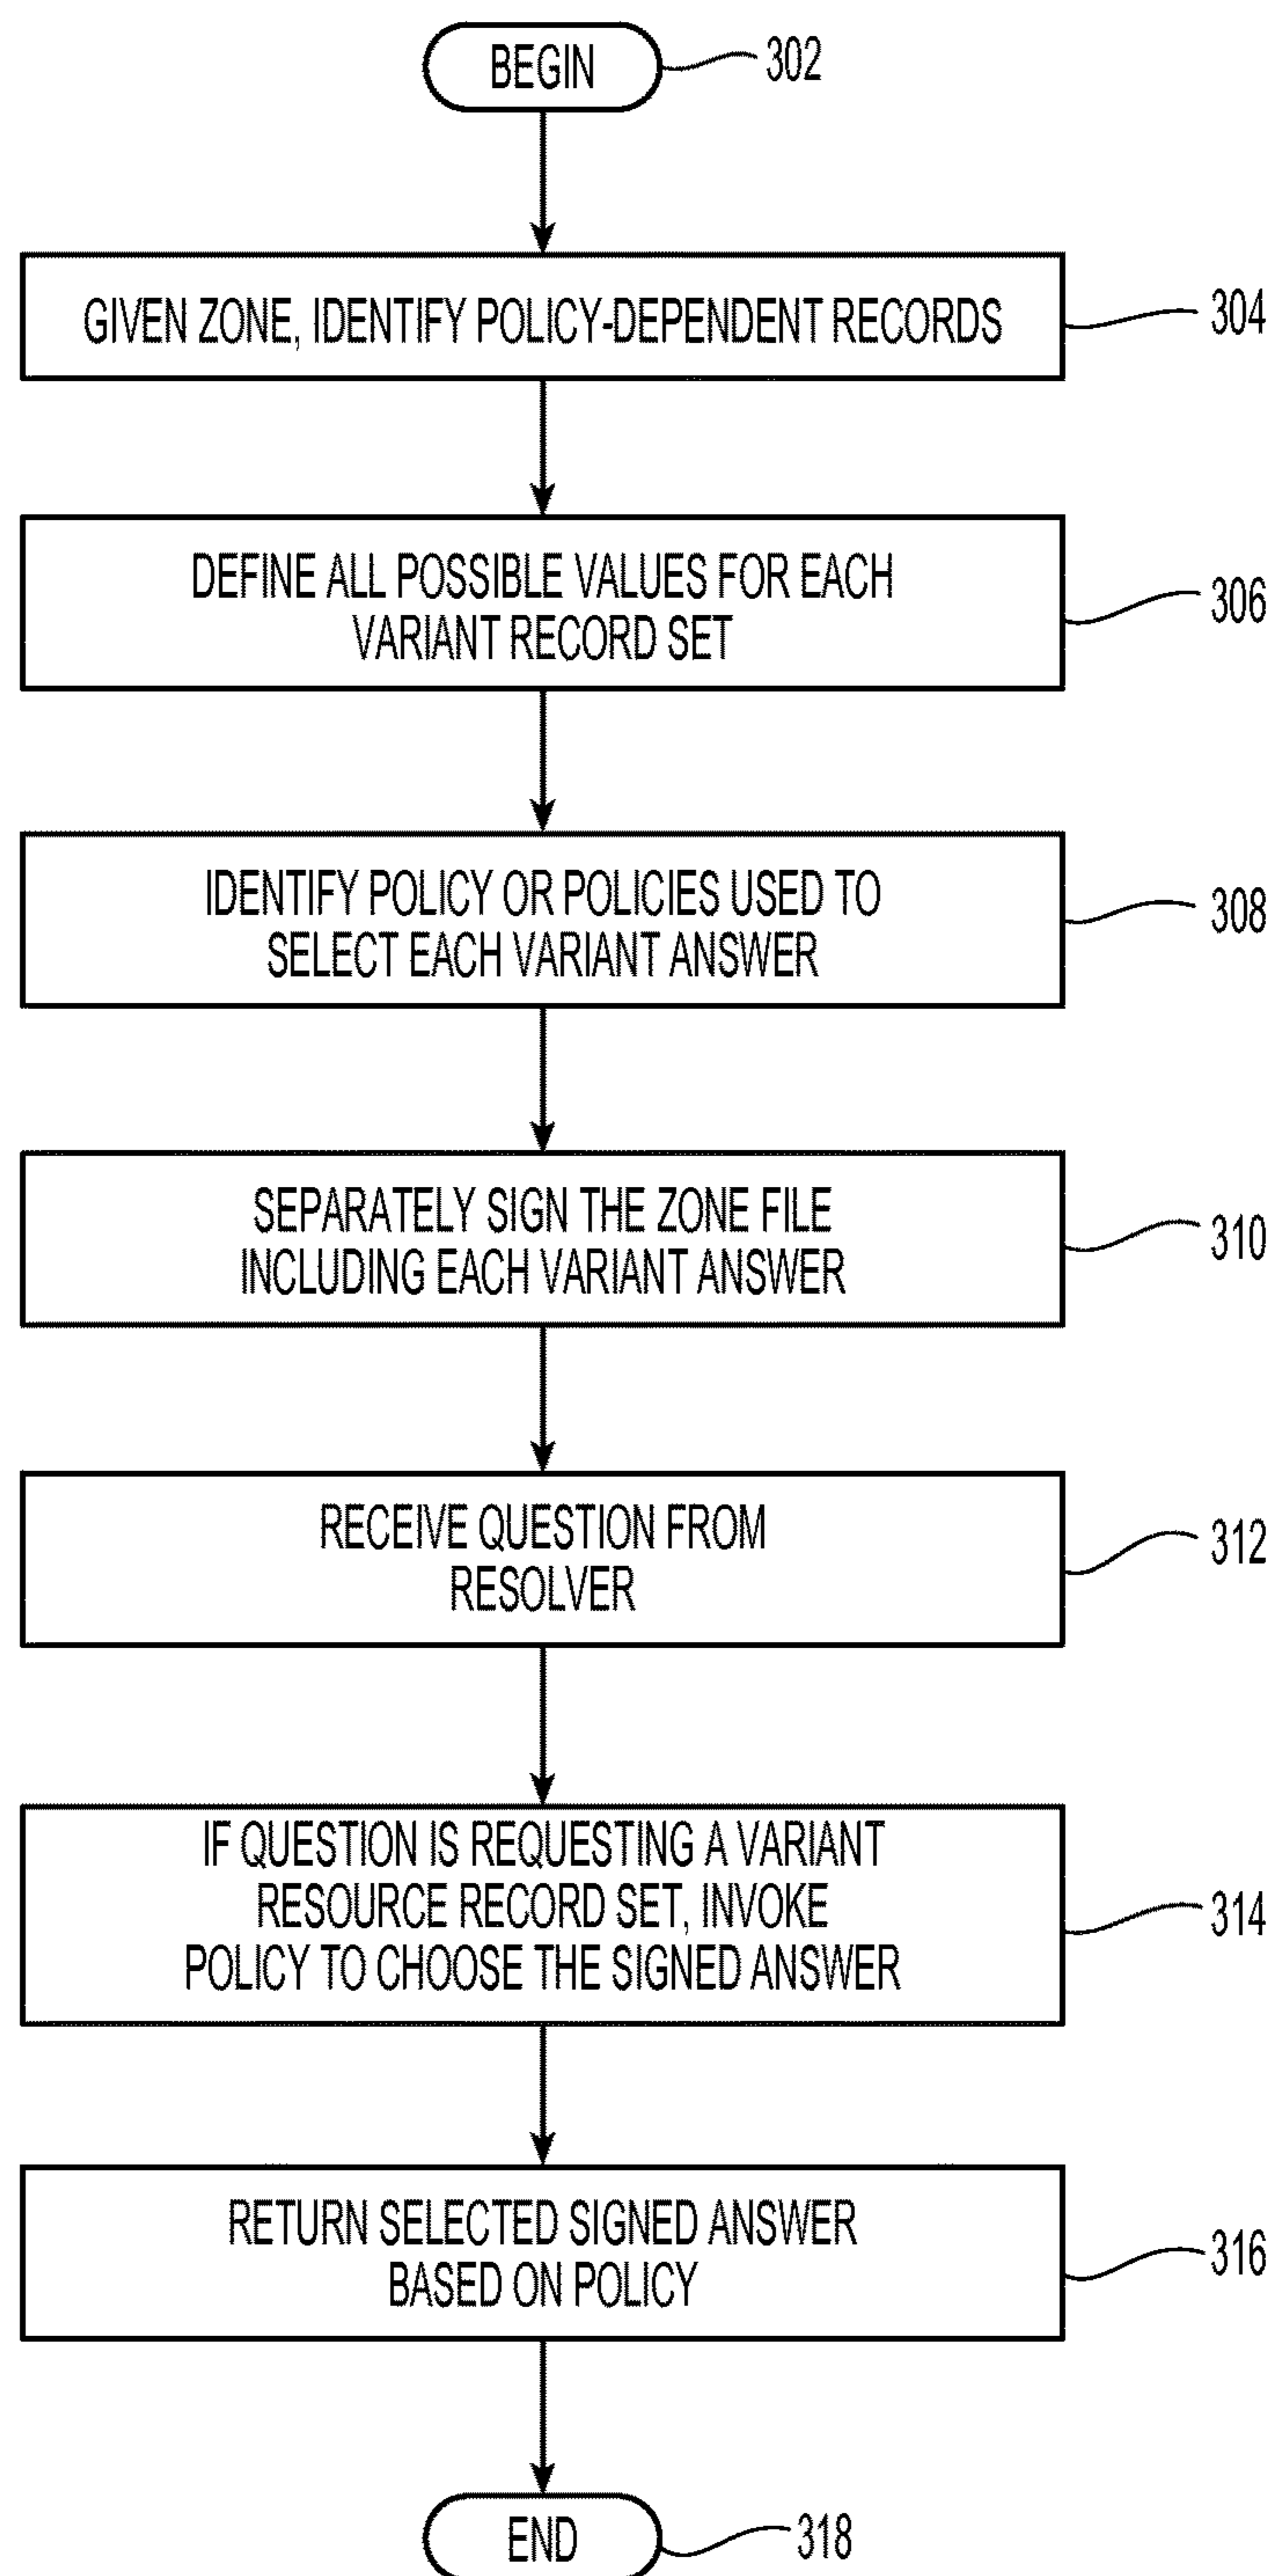 BEGIN
302
GIVEN ZONE, IDENTIFY POLICY-DEPENDENT RECORDS
304
DEFINE ALL POSSIBLE VALUES FOR EACH
VARIANT RECORD SET
306
IDENTIFY POLICY OR POLICIES USED TO
SELECT EACH VARIANT ANSWER
308
SEPARATELY SIGN THE ZONE FILE
INCLUDING EACH VARIANT ANSWER
310
RECEIVE QUESTION FROM
RESOLVER
312
IF QUESTION IS REQUESTING A VARIANT
RESOURCE RECORD SET, INVOKE
POLICY TO CHOOSE THE SIGNED ANSWER
314
RETURN SELECTED SIGNED ANSWER
BASED ON POLICY
316
END
318